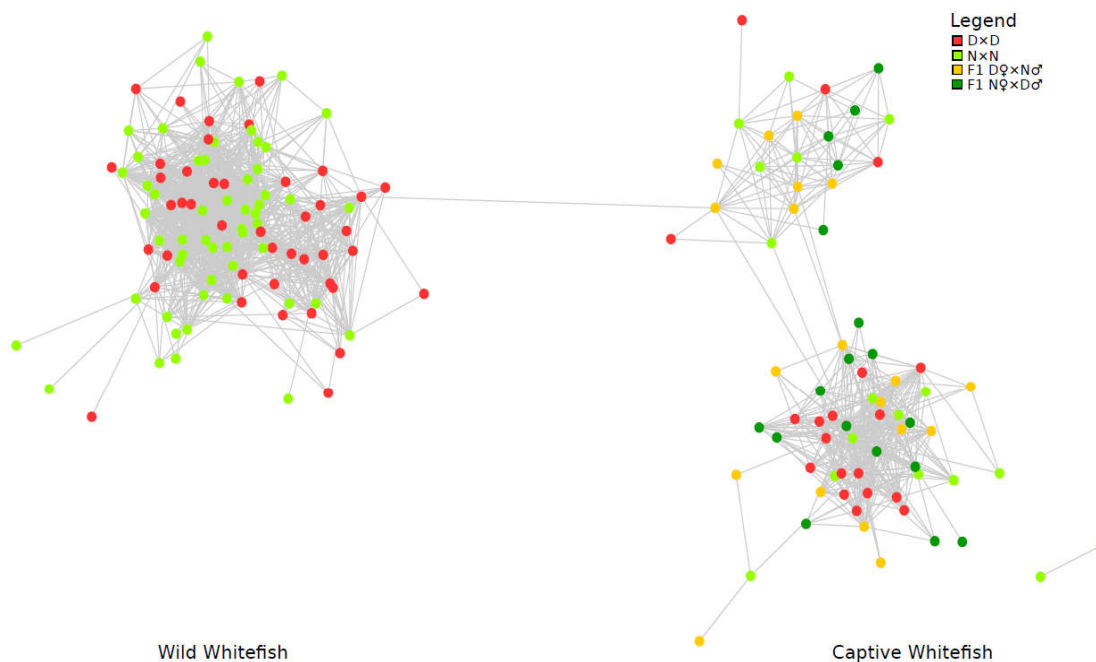 Legend
D×D
N×N
F1 D♀×N♂
F1 N♀×D♂
Wild Whitefish
Captive Whitefish